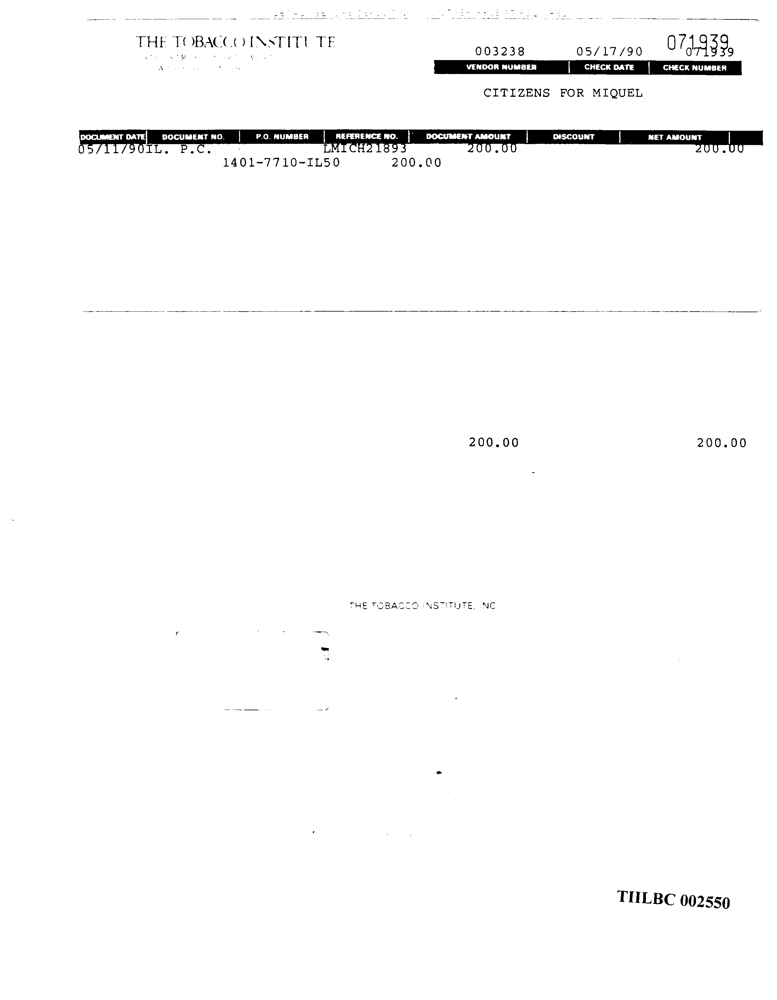 THE TOBACCO INSTITUTE
003238 05/17/90 071939
071939
VENDOR NUMBER CHECK DATE CHECK NUMBER
CITIZENS FOR MIQUEL
DOCUMENT DATE DOCUMENT NO. P.O. NUMBER REFERENCE NO. DOCUMENT AMOUNT DISCOUNT NET AMOUNT
05/11/90IL. P.C. LMICH21893 200.00 200.00
1401-7710-IL50 200.00
200.00 200.00
THE TOBACCO INSTITUTE, INC
TIILBC 002550